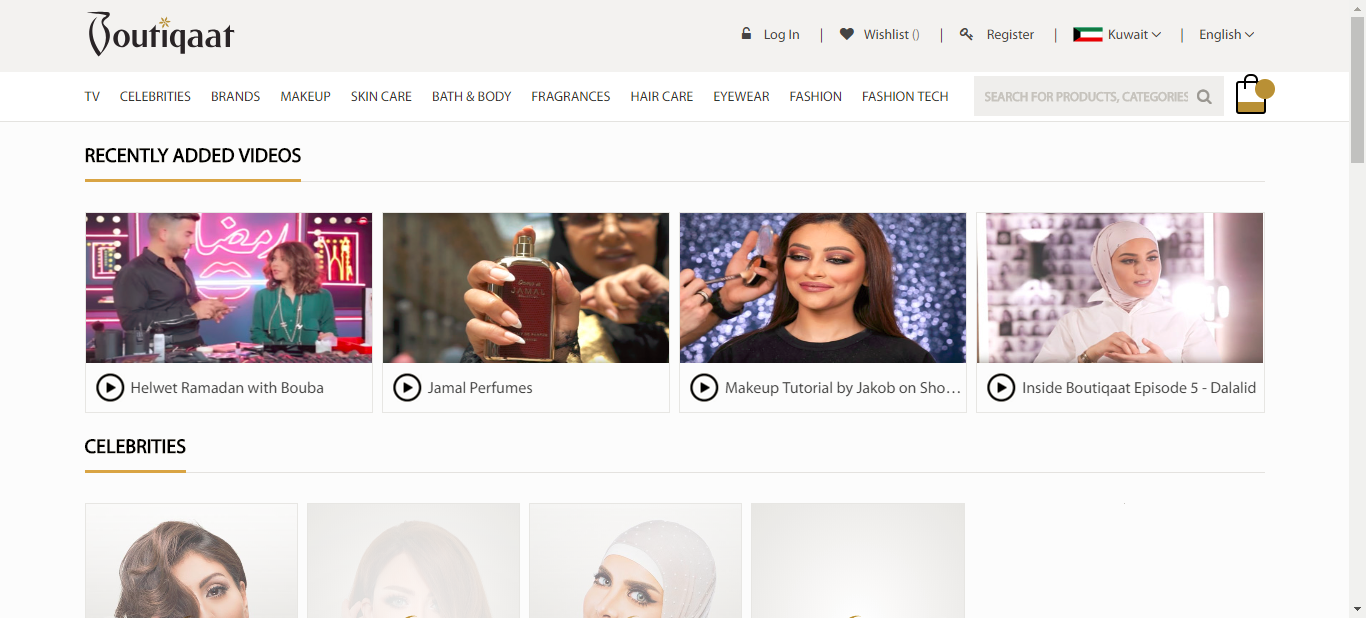 Boutiqaat
Log In | Wishlist () | Register | Kuwait | English
TV CELEBRITIES BRANDS MAKEUP SKIN CARE BATH & BODY FRAGRANCES HAIR CARE EYEWEAR FASHION FASHION TECH SEARCH FOR PRODUCTS, CATEGORIES
RECENTLY ADDED VIDEOS
رمضان
JAMAL
Helwet Ramadan with Bouba
Jamal Perfumes
Makeup Tutorial by Jakob on Sho...
Inside Boutiqaat Episode 5 - Dalalid
CELEBRITIES